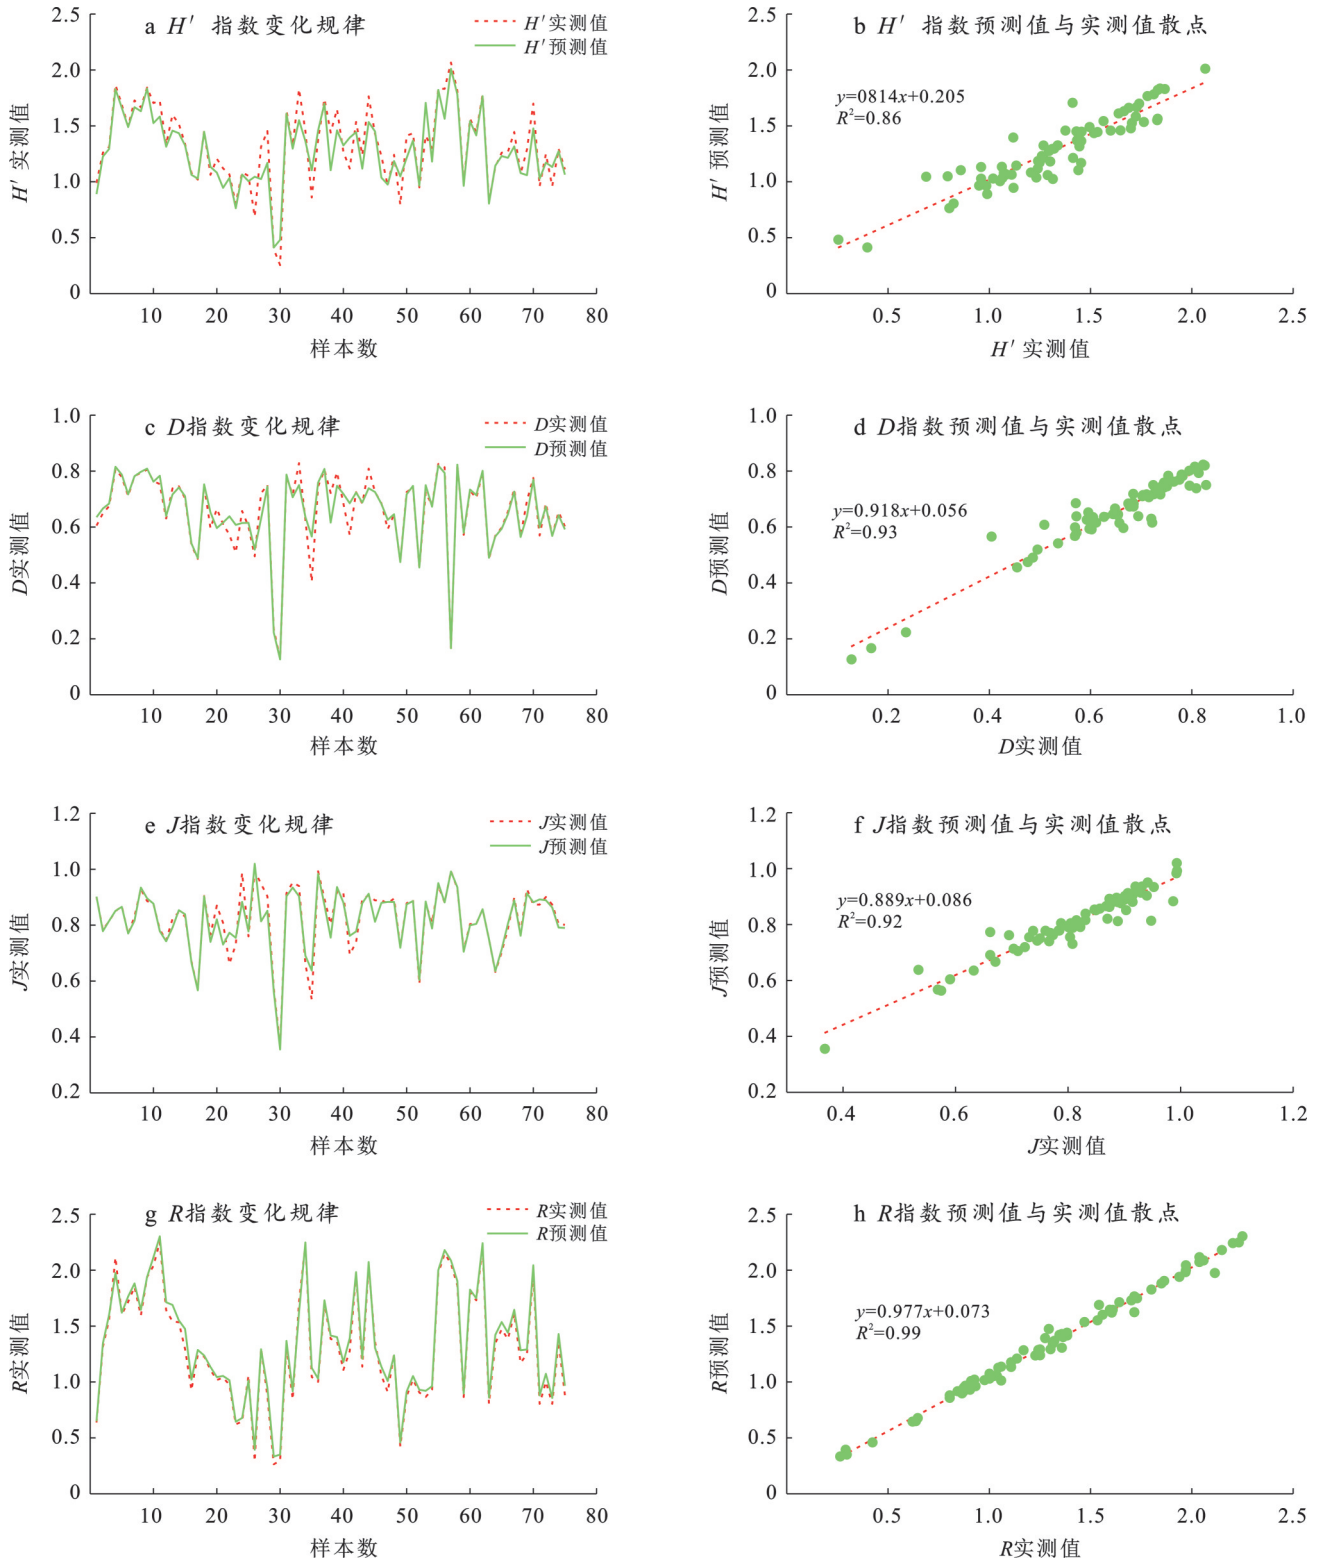 a H′ 指数变化规律
H′实测值
H′预测值
H′ 实测值
2.5
2.0
1.5
1.0
0.5
0
10 20 30 40 50 60 70 80
样本数
b H′ 指数预测值与实测值散点
y=0814x+0.205
R²=0.86
H′ 预测值
2.5
2.0
1.5
1.0
0.5
0
0.5 1.0 1.5 2.0 2.5
H′ 实测值
c D指数变化规律
D实测值
D预测值
D实测值
1.0
0.8
0.6
0.4
0.2
0
10 20 30 40 50 60 70 80
样本数
d D指数预测值与实测值散点
y=0.918x+0.056
R²=0.93
D预测值
1.0
0.8
0.6
0.4
0.2
0
0.2 0.4 0.6 0.8 1.0
D实测值
e J指数变化规律
J实测值
J预测值
J实测值
1.2
1.0
0.8
0.6
0.4
0.2
10 20 30 40 50 60 70 80
样本数
f J指数预测值与实测值散点
y=0.889x+0.086
R²=0.92
J预测值
1.2
1.0
0.8
0.6
0.4
0.2
0.4 0.6 0.8 1.0 1.2
J实测值
g R指数变化规律
R实测值
R预测值
R实测值
2.5
2.0
1.5
1.0
0.5
0
10 20 30 40 50 60 70 80
样本数
h R指数预测值与实测值散点
y=0.977x+0.073
R²=0.99
R预测值
2.5
2.0
1.5
1.0
0.5
0
0.5 1.0 1.5 2.0 2.5
R实测值